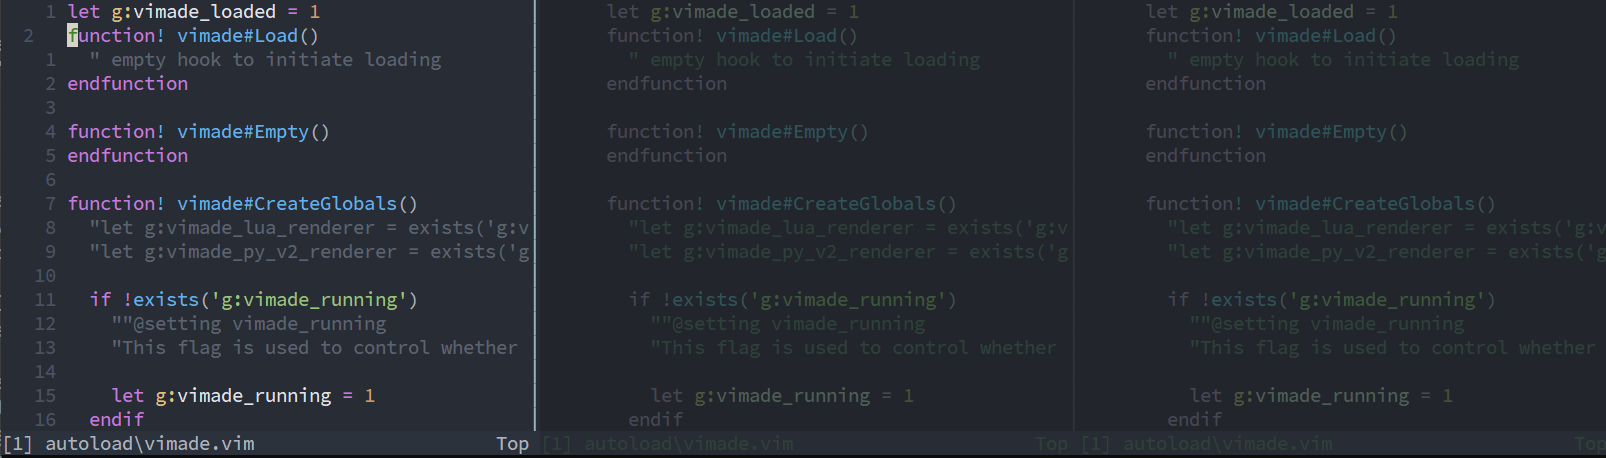 1 let g:vimade_loaded = 1
2 function! vimade#Load()
1 " empty hook to initiate loading
2 endfunction
3
4 function! vimade#Empty()
5 endfunction
6
7 function! vimade#CreateGlobals()
8 "let g:vimade_lua_renderer = exists('g:v
9 "let g:vimade_py_v2_renderer = exists('g
10
11 if !exists('g:vimade_running')
12 ""@setting vimade_running
13 "This flag is used to control whether
14
15 let g:vimade_running = 1
16 endif
[1] autoload\vimade.vim Top
let g:vimade_loaded = 1
function! vimade#Load()
" empty hook to initiate loading
endfunction
function! vimade#Empty()
endfunction
function! vimade#CreateGlobals()
"let g:vimade_lua_renderer = exists('g:v
"let g:vimade_py_v2_renderer = exists('g
if !exists('g:vimade_running')
""@setting vimade_running
"This flag is used to control whether
let g:vimade_running = 1
endif
[1] autoload\vimade.vim Top
let g:vimade_loaded = 1
function! vimade#Load()
" empty hook to initiate loading
endfunction
function! vimade#Empty()
endfunction
function! vimade#CreateGlobals()
"let g:vimade_lua_renderer = exists('g:v
"let g:vimade_py_v2_renderer = exists('g
if !exists('g:vimade_running')
""@setting vimade_running
"This flag is used to control whether
let g:vimade_running = 1
endif
[1] autoload\vimade.vim Top